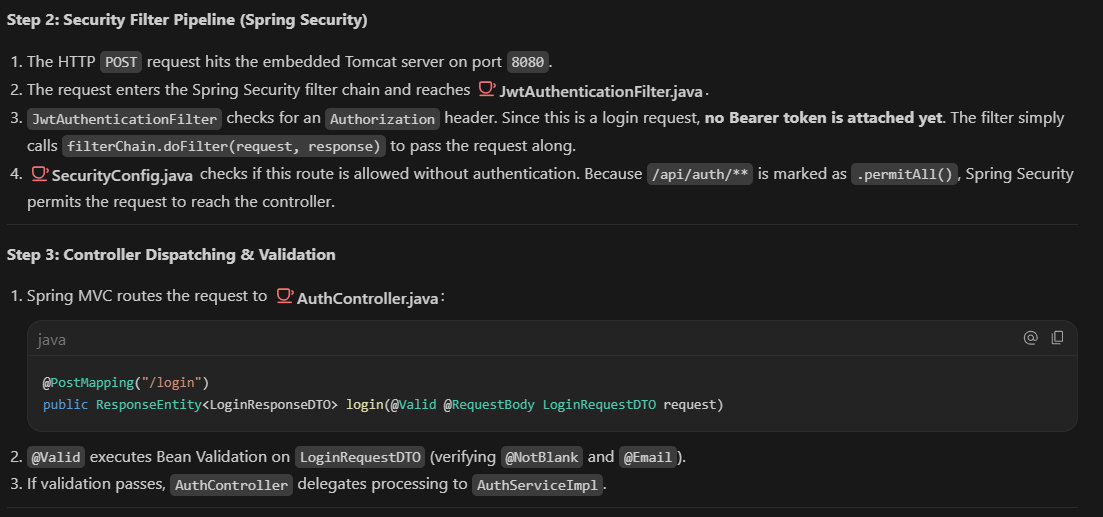 Step 2: Security Filter Pipeline (Spring Security)
1. The HTTP POST request hits the embedded Tomcat server on port 8080.
2. The request enters the Spring Security filter chain and reaches JwtAuthenticationFilter.java.
3. JwtAuthenticationFilter checks for an Authorization header. Since this is a login request, no Bearer token is attached yet. The filter simply
calls filterChain.doFilter(request, response) to pass the request along.
4. SecurityConfig.java checks if this route is allowed without authentication. Because /api/auth/** is marked as .permitAll(), Spring Security
permits the request to reach the controller.
Step 3: Controller Dispatching & Validation
1. Spring MVC routes the request to AuthController.java:
java
@PostMapping("/login")
public ResponseEntity<LoginResponseDTO> login(@Valid @RequestBody LoginRequestDTO request)
2. @Valid executes Bean Validation on LoginRequestDTO (verifying @NotBlank and @Email).
3. If validation passes, AuthController delegates processing to AuthServiceImpl.